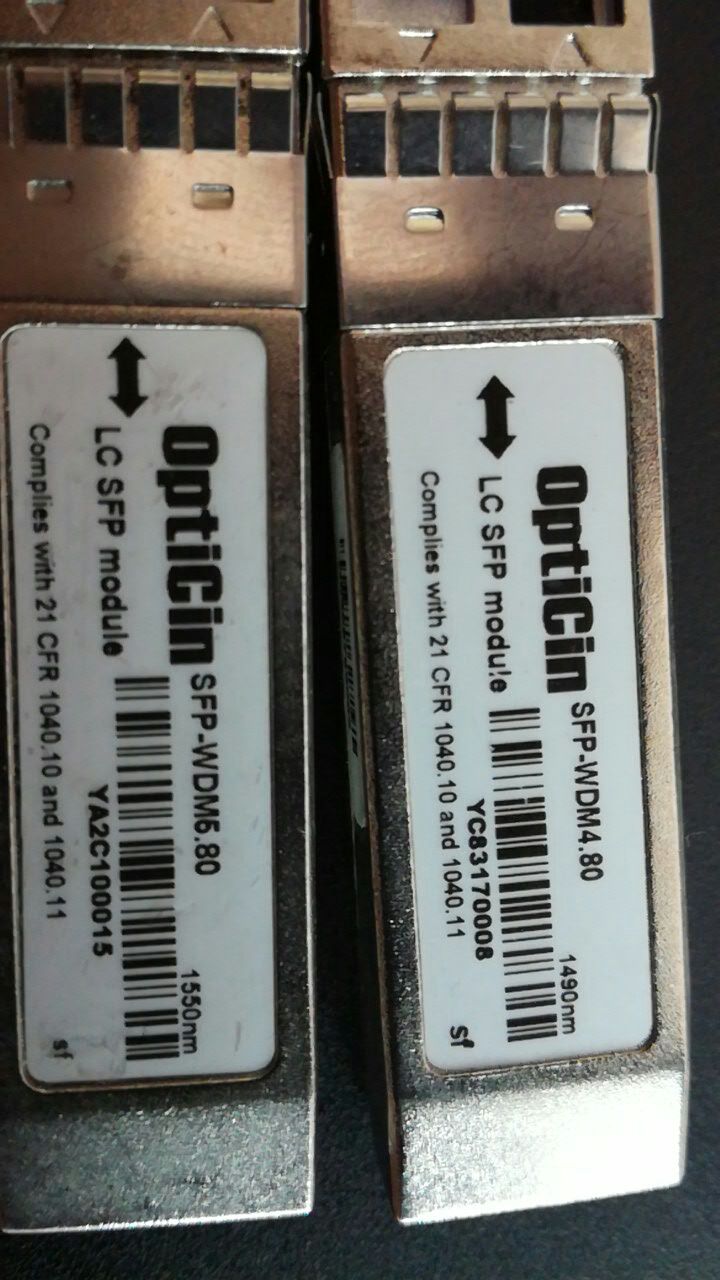 OptiCin SFP-WDM5.80
LC SFP module
1550nm
YA2C100015
Complies with 21 CFR 1040.10 and 1040.11
sf
OptiCin SFP-WDM4.80
LC SFP module
1490nm
YC83170008
Complies with 21 CFR 1040.10 and 1040.11
sf